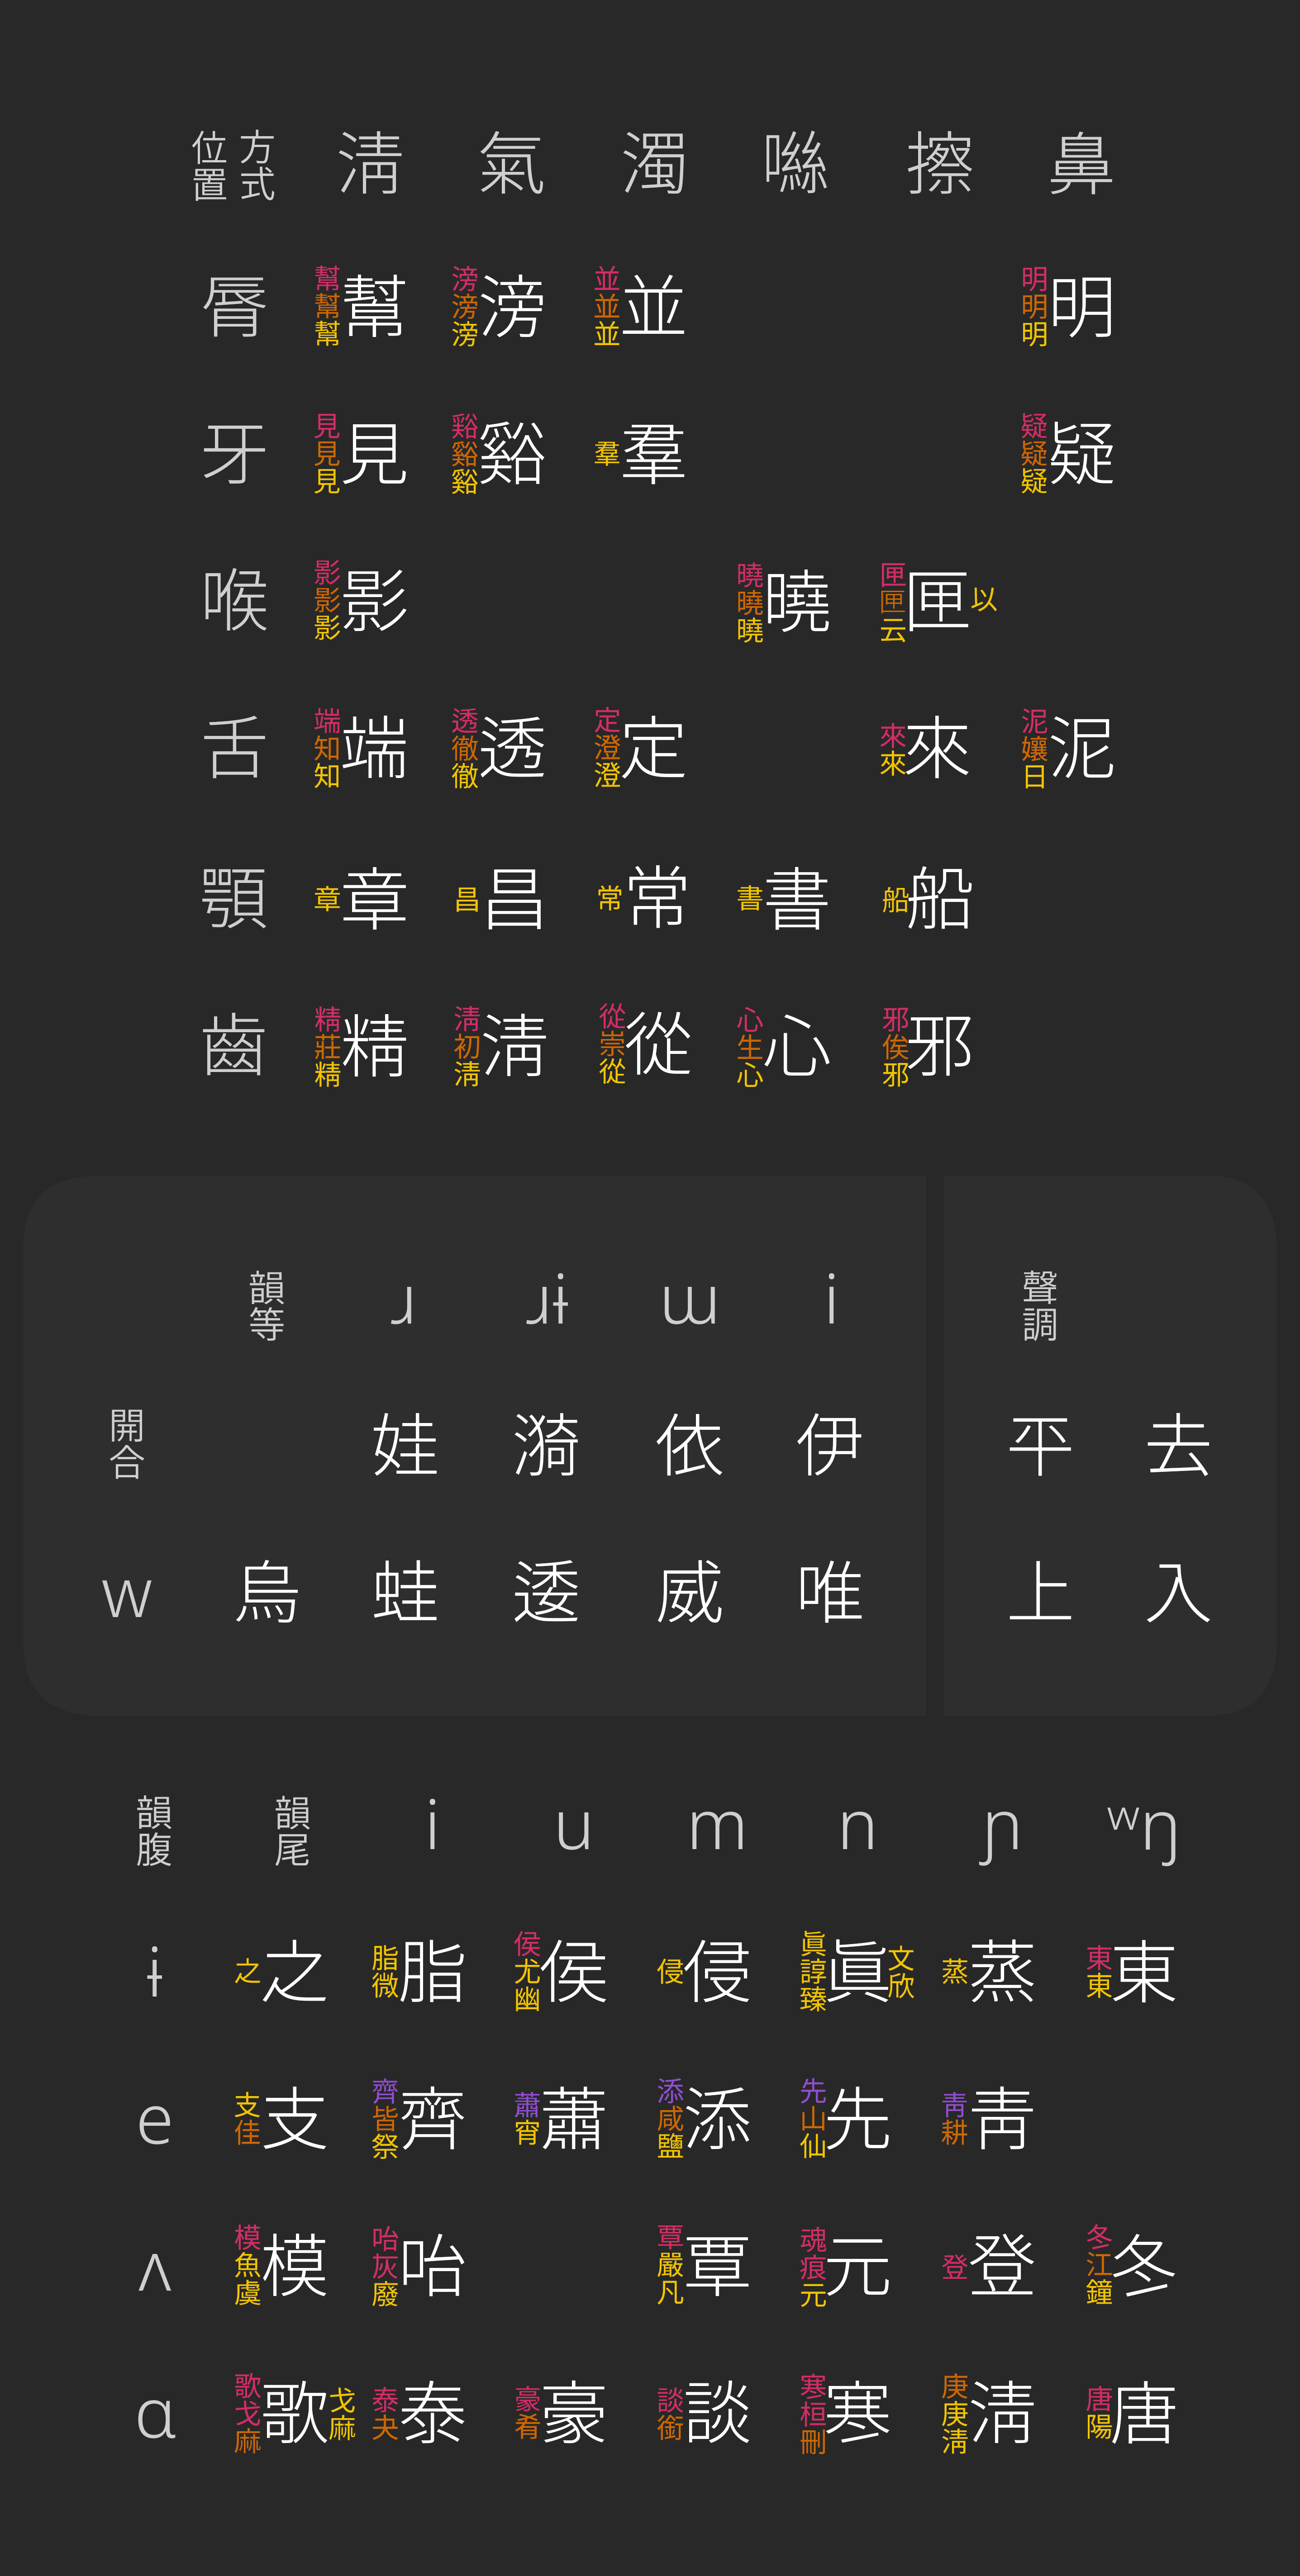 位置 方式 淸 氣 濁 噝 擦 鼻
脣 幫幫幫 幫 滂滂滂 滂 並並並 並 明明明 明
牙 見見見 見 谿谿谿 谿 羣 羣 疑疑疑 疑
喉 影影影 影 曉曉曉 曉 匣匣云 匣 以
舌 端知知 端 透徹徹 透 定澄澄 定 來來 來 泥孃日 泥
顎 章 章 昌 昌 常 常 書 書 船 船
齒 精莊精 精 淸初淸 淸 從崇從 從 心生心 心 邪俟邪 邪
韻等 ɹ ɹɨ ɯ i 聲調
開合 娃 漪 依 伊 平 去
w 烏 蛙 逶 威 唯 上 入
韻腹 韻尾 i u m n ɲ ʷŋ
ɨ 之 之 脂微 脂 侯尤幽 侯 侵 侵 眞諄臻 眞 文欣 蒸 蒸 東東 東
e 支佳 支 齊皆祭 齊 蕭宵 蕭 添咸鹽 添 先山仙 先 靑耕 靑
ʌ 模魚虞 模 咍灰廢 咍 覃嚴凡 覃 魂痕元 元 登 登 冬江鐘 冬
ɑ 歌戈麻 歌 戈麻 泰夬 泰 豪肴 豪 談銜 談 寒桓刪 寒 庚庚淸 淸 唐陽 唐